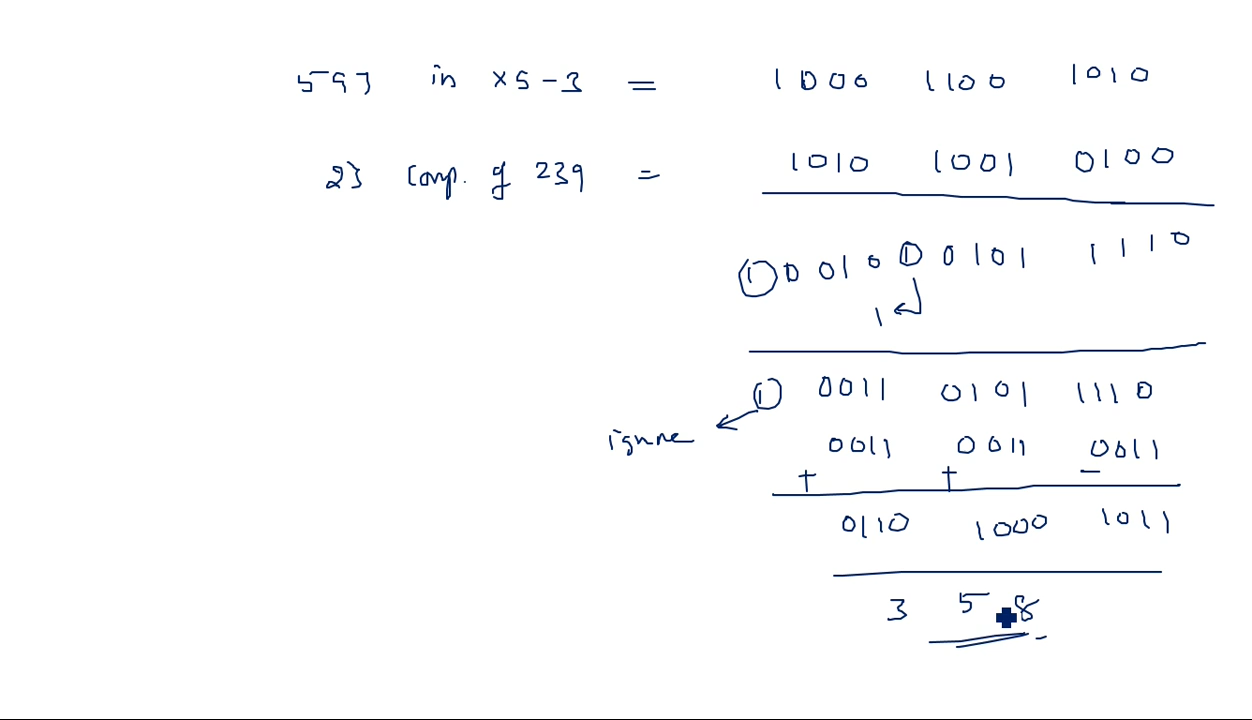 597 in XS-3 = 1000 1100 1010
2's Comp. of 239 = 1010 1001 0100
1 0010 1 0101 1110
1
1 0011 0101 1110
ignore 0011 0011 0011
+ + -
0110 1000 1011
3 5 8